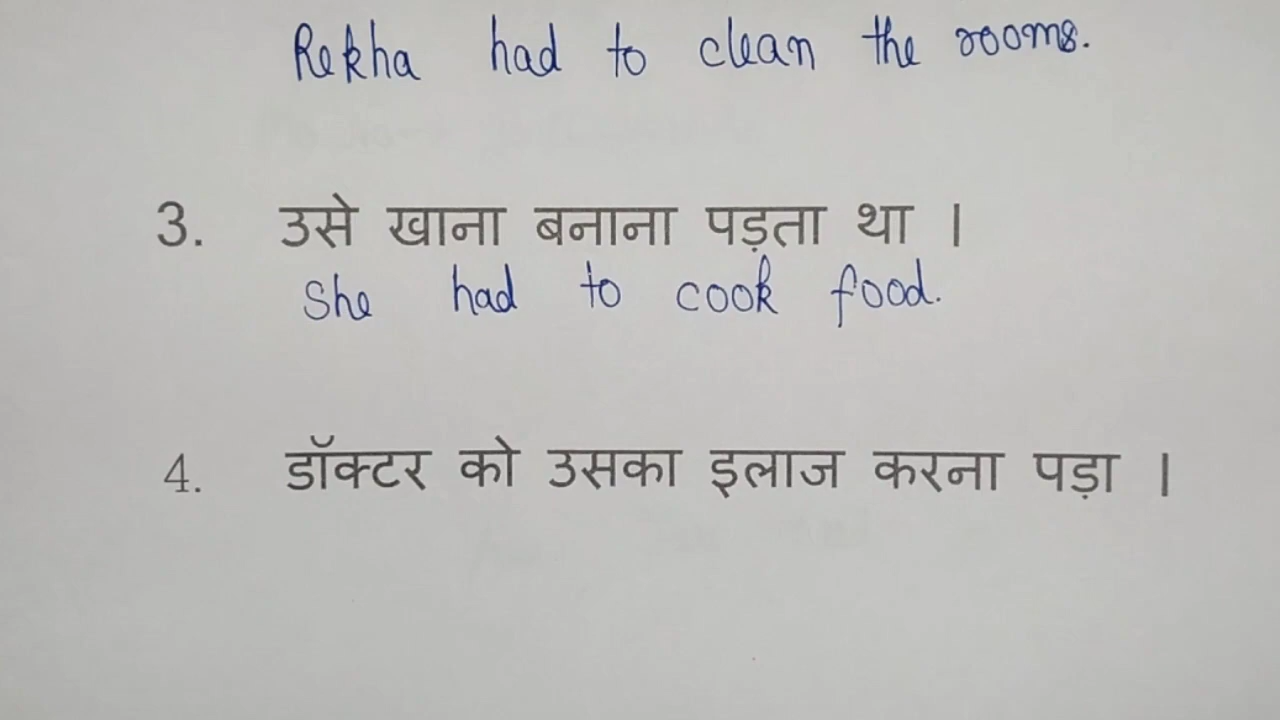 Rekha had to clean the rooms.
3. उसे खाना बनाना पड़ता था ।
She had to cook food.
4. डॉक्टर को उसका इलाज करना पड़ा ।